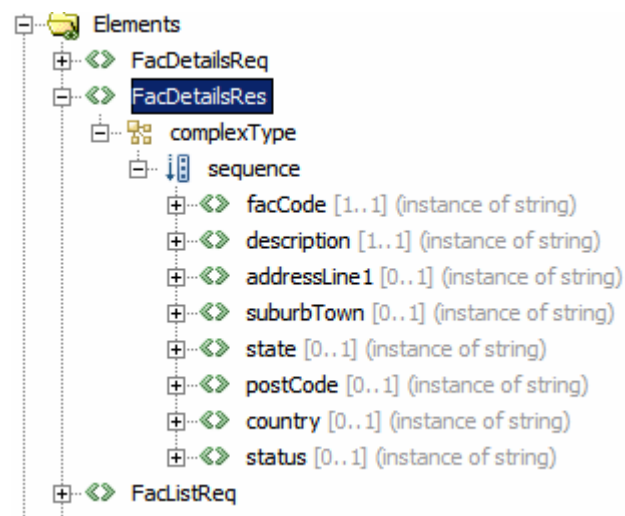 Elements
FacDetailsReq
FacDetailsRes
complexType
sequence
facCode [1..1] (instance of string)
description [1..1] (instance of string)
addressLine1 [0..1] (instance of string)
suburbTown [0..1] (instance of string)
state [0..1] (instance of string)
postCode [0..1] (instance of string)
country [0..1] (instance of string)
status [0..1] (instance of string)
FacListReq